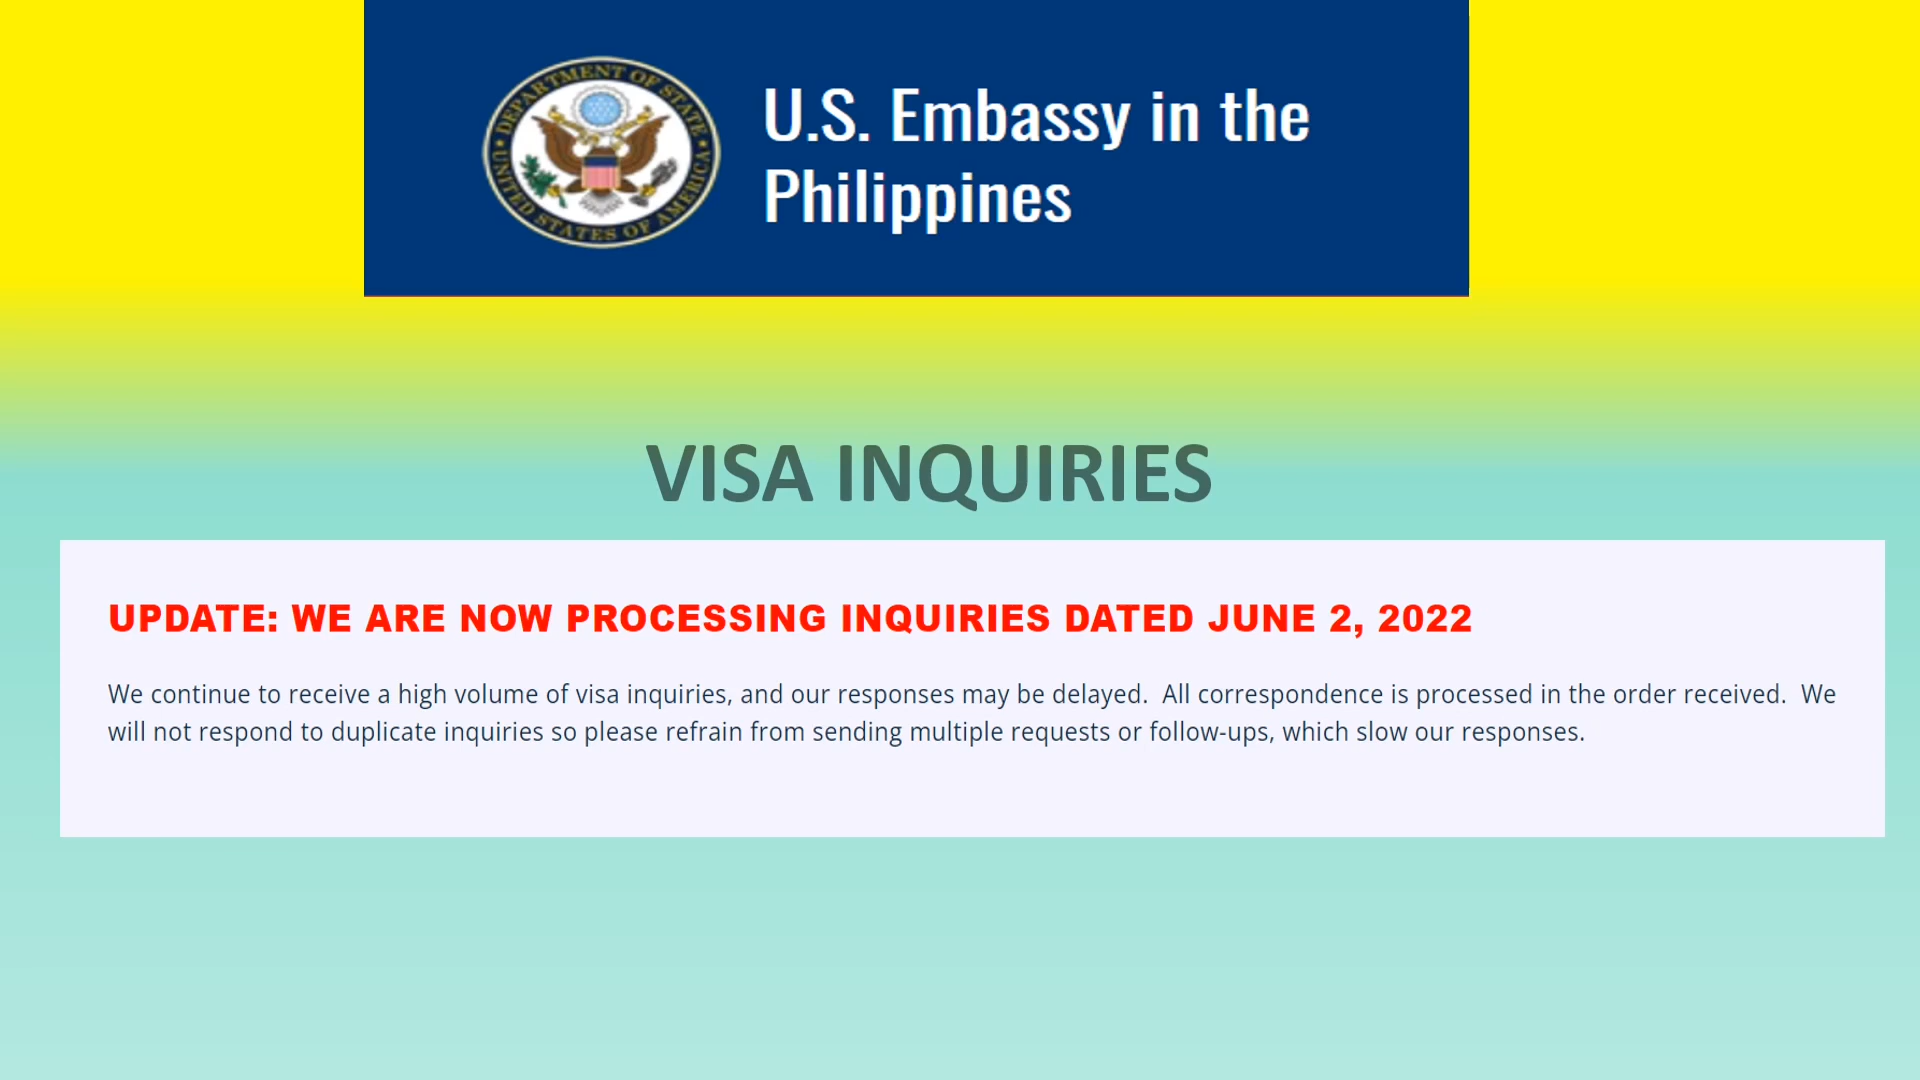 DEPARTMENT OF STATE
UNITED STATES OF AMERICA
U.S. Embassy in the
Philippines
VISA INQUIRIES
UPDATE: WE ARE NOW PROCESSING INQUIRIES DATED JUNE 2, 2022
We continue to receive a high volume of visa inquiries, and our responses may be delayed.  All correspondence is processed in the order received.  We
will not respond to duplicate inquiries so please refrain from sending multiple requests or follow-ups, which slow our responses.